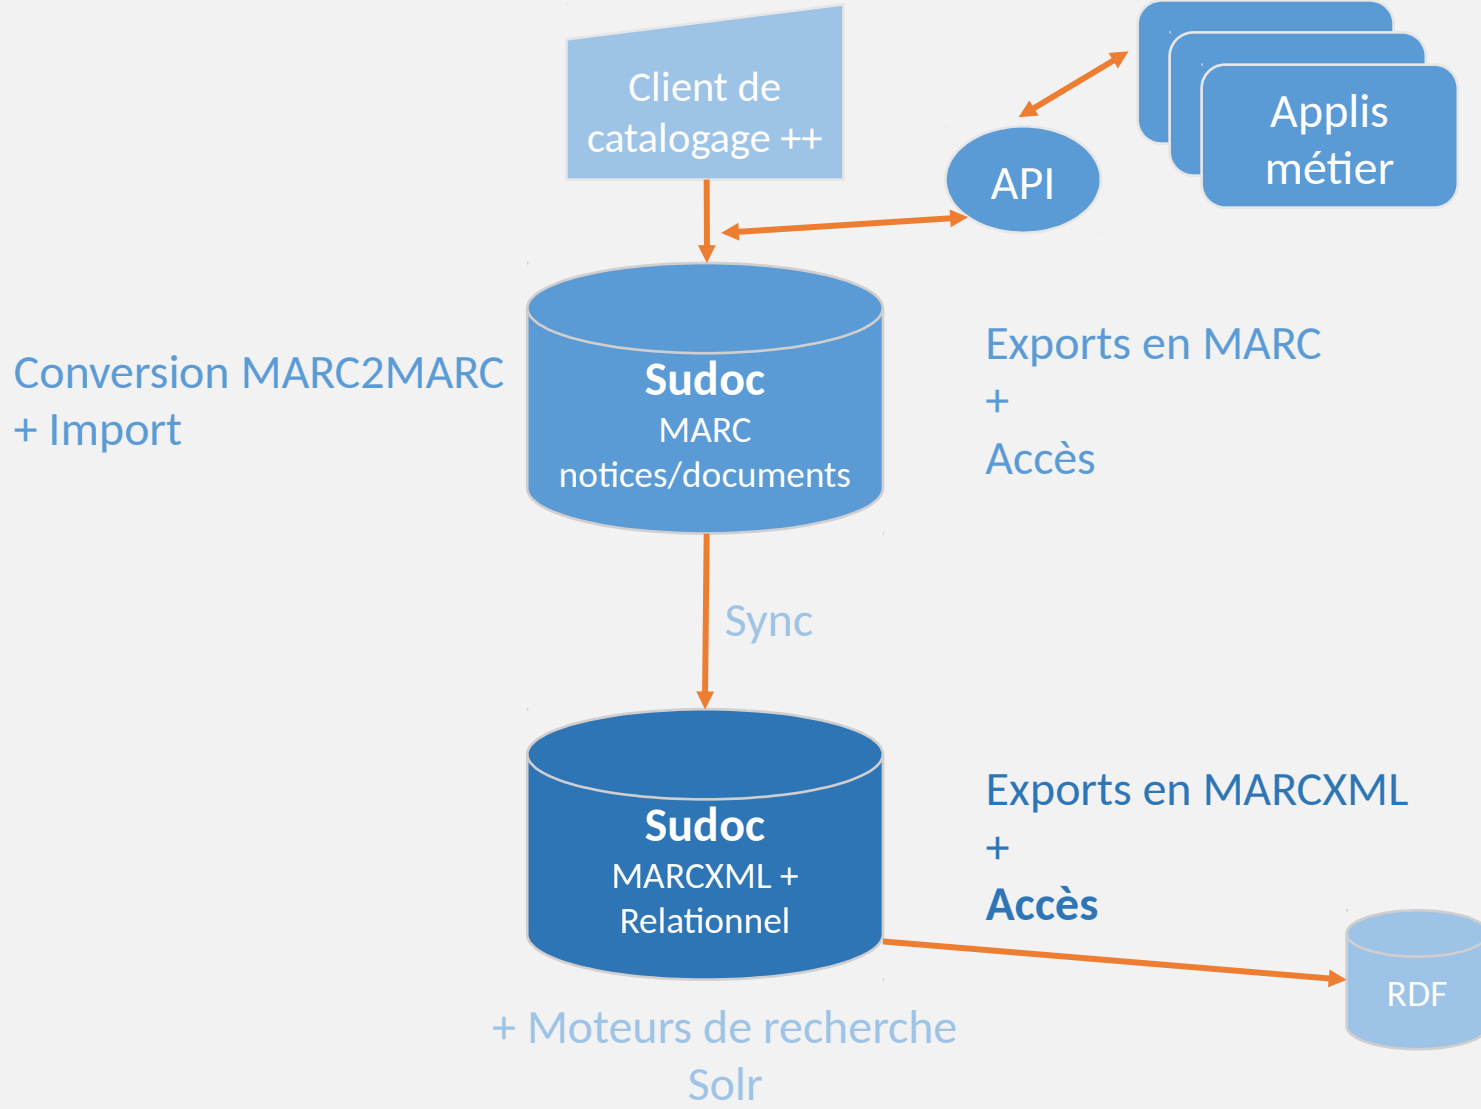 Client de
catalogage ++
Applis
métier
API
Conversion MARC2MARC
+ Import
Sudoc
MARC
notices/documents
Exports en MARC
+
Accès
Sync
Sudoc
MARCXML +
Relationnel
Exports en MARCXML
+
Accès
RDF
+ Moteurs de recherche
Solr